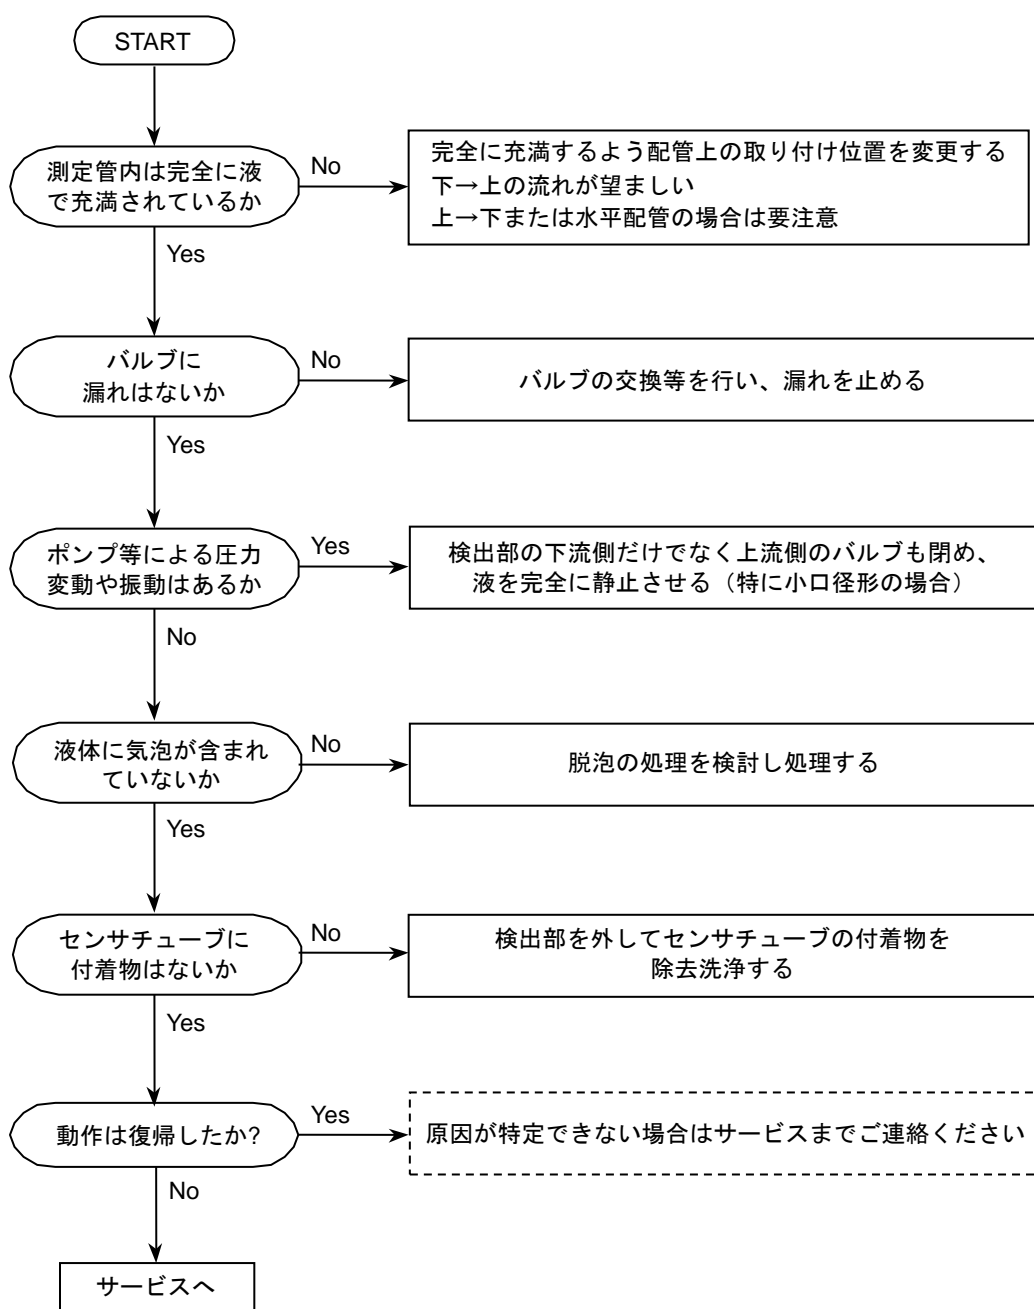 START
測定管内は完全に液
で充満されているか
No
完全に充満するよう配管上の取り付け位置を変更する
下→上の流れが望ましい
上→下または水平配管の場合は要注意
Yes
バルブに
漏れはないか
No
バルブの交換等を行い、漏れを止める
Yes
ポンプ等による圧力
変動や振動はあるか
Yes
検出部の下流側だけでなく上流側のバルブも閉め、
液を完全に静止させる（特に小口径形の場合）
No
液体に気泡が含まれ
ていないか
No
脱泡の処理を検討し処理する
Yes
センサチューブに
付着物はないか
No
検出部を外してセンサチューブの付着物を
除去洗浄する
Yes
動作は復帰したか?
Yes
原因が特定できない場合はサービスまでご連絡ください
No
サービスへ